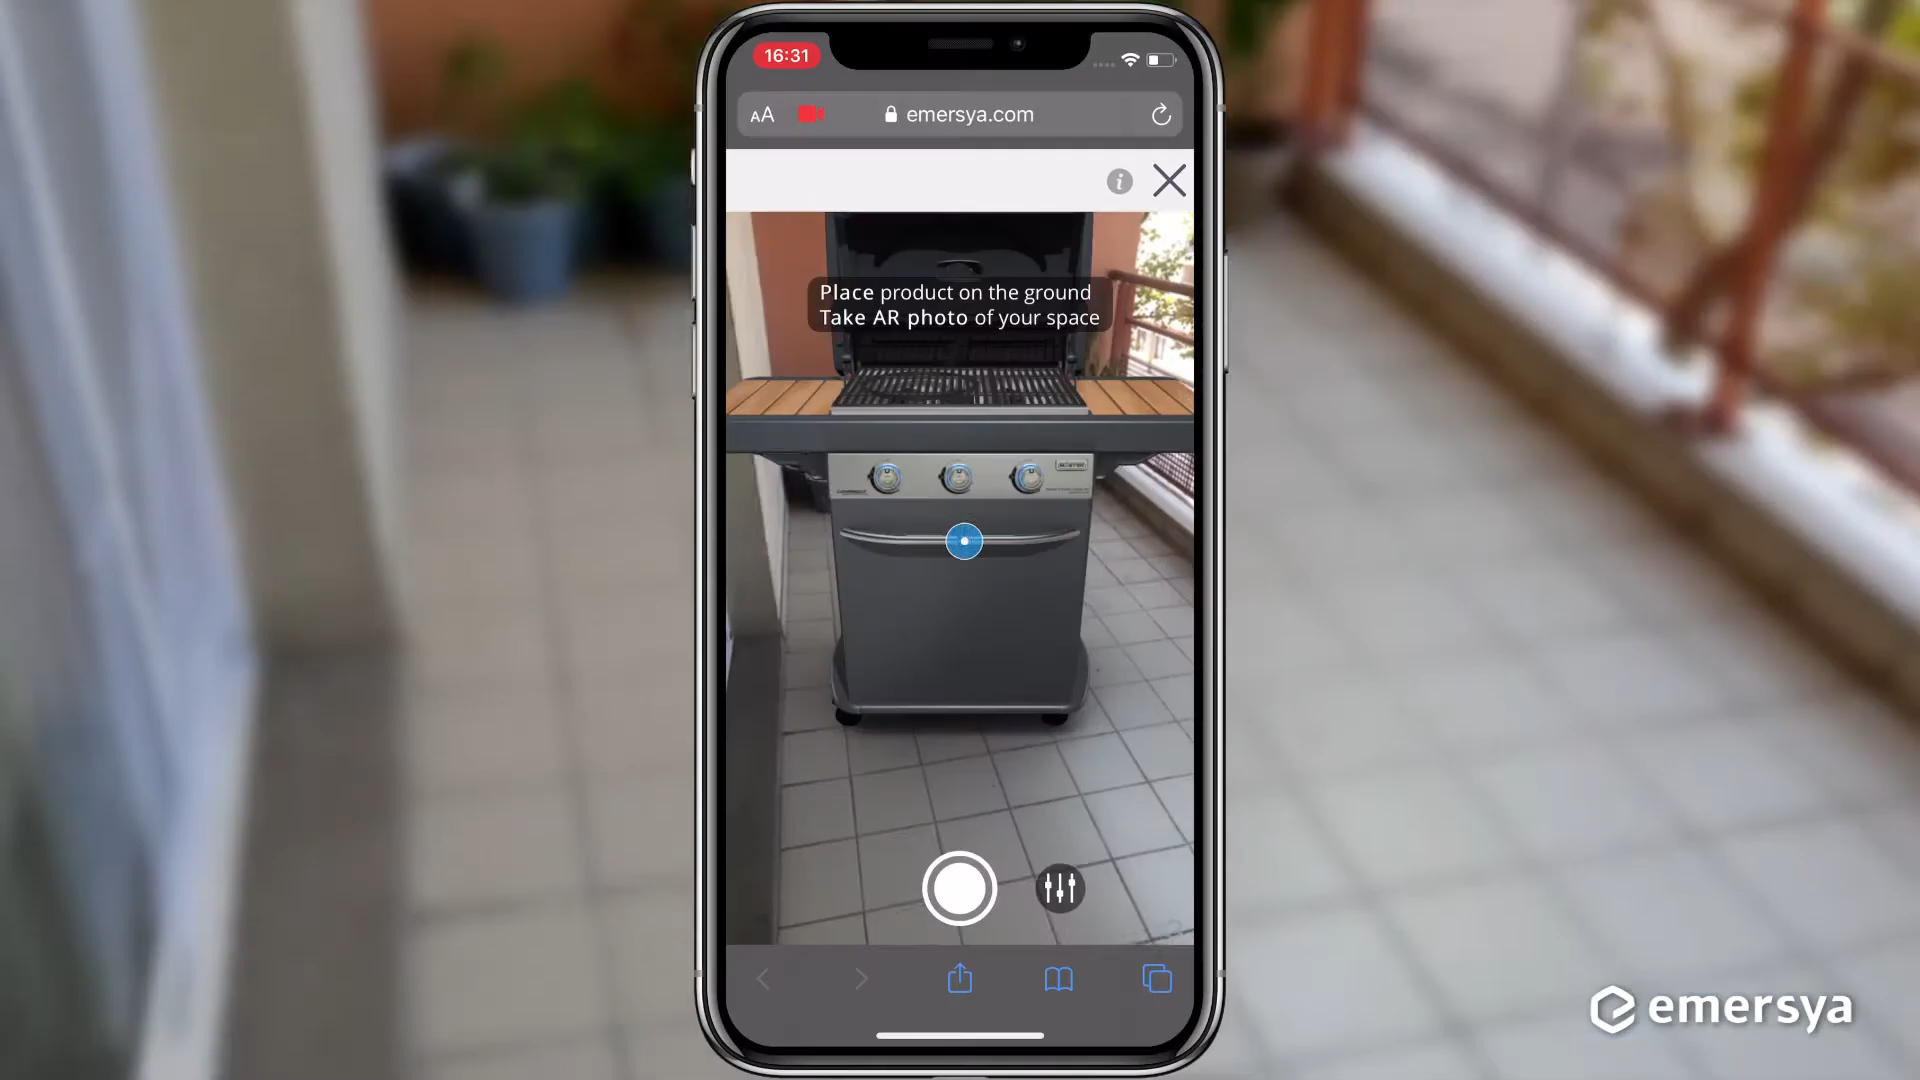 16:31
AA
emersya.com
Place product on the ground
Take AR photo of your space
emersya